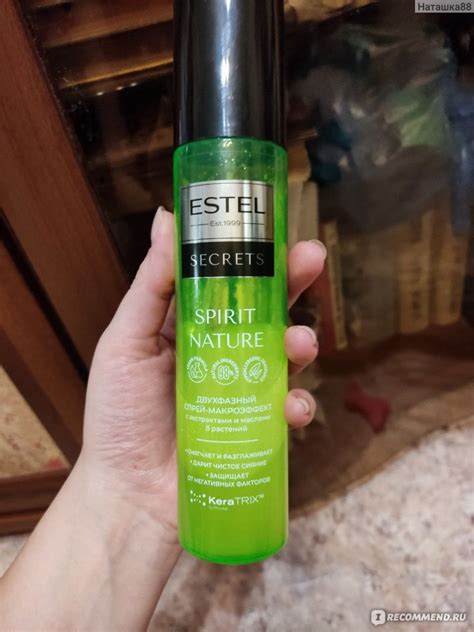 Наташка88
ESTEL
Est.1999
SECRETS
SPIRIT
NATURE
ДВУХФАЗНЫЙ
СПРЕЙ-МАКРОЭФФЕКТ
с экстрактами и маслами
8 растений
• СМЯГЧАЕТ И РАЗГЛАЖИВАЕТ
• ДАРИТ ЧИСТОЕ СИЯНИЕ
• ЗАЩИЩАЕТ
ОТ НЕГАТИВНЫХ ФАКТОРОВ
KeraTRIX™
I RECOMMEND.RU